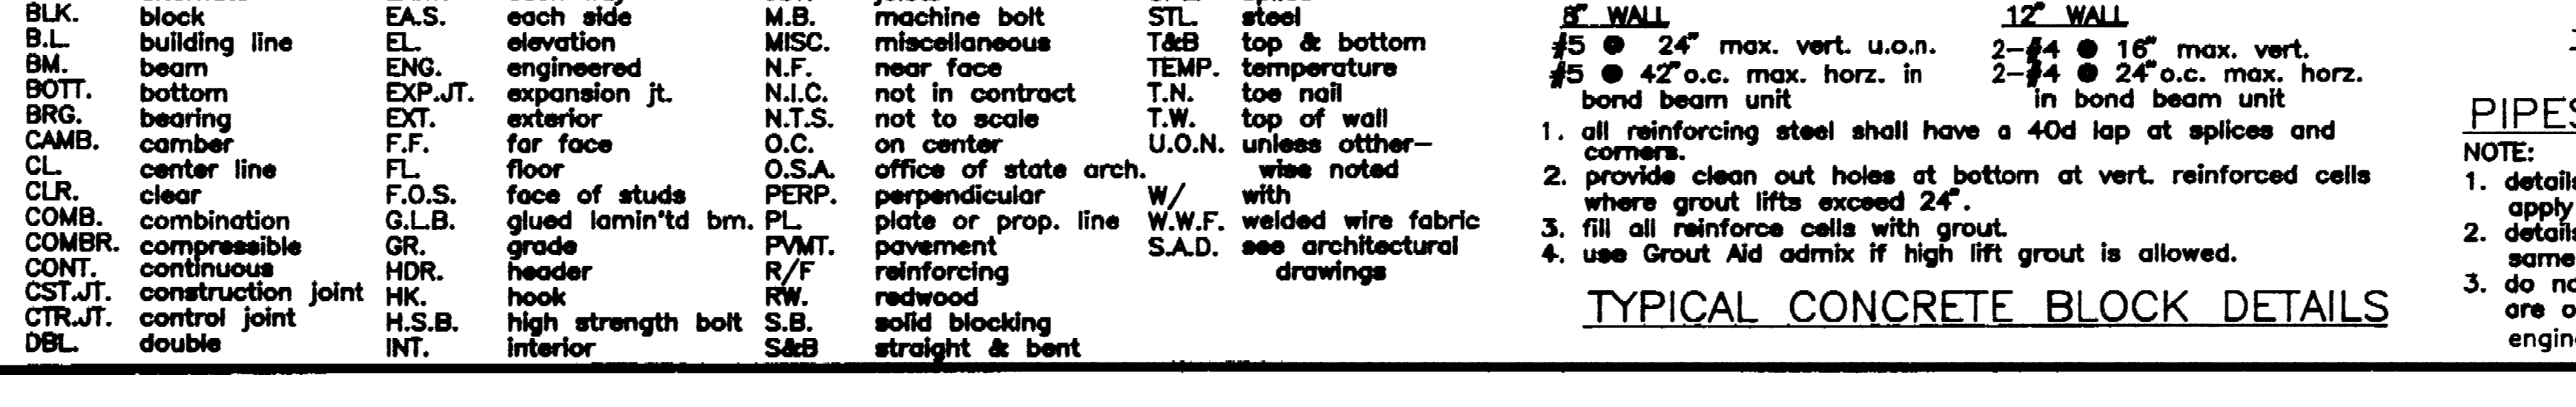 BLK. block
B.L. building line
BM. beam
BOTT. bottom
BRG. bearing
CAMB. camber
CL. center line
CLR. clear
COMB. combination
COMBR. compressible
CONT. continuous
CST.JT. construction joint
CTR.JT. control joint
DBL. double
EA.S. each side
EL. elevation
ENG. engineered
EXP.JT. expansion jt.
EXT. exterior
F.F. far face
FL. floor
F.O.S. face of studs
G.L.B. glued lamin'td bm.
GR. grade
HDR. header
HK. hook
H.S.B. high strength bolt
INT. interior
M.B. machine bolt
MISC. miscellaneous
N.F. near face
N.I.C. not in contract
N.T.S. not to scale
O.C. on center
O.S.A. office of state arch.
PERP. perpendicular
PL. plate or prop. line
PVMT. pavement
R/F reinforcing
RW. redwood
S.B. solid blocking
S&B straight & bent
STL. steel
T&B top & bottom
TEMP. temperature
T.N. toe nail
T.W. top of wall
U.O.N. unless otther-
wise noted
W/ with
W.W.F. welded wire fabric
S.A.D. see architectural
drawings
8" WALL
#5 @ 24" max. vert. u.o.n.
#5 @ 42"o.c. max. horz. in
bond beam unit
12" WALL
2-#4 @ 16" max. vert.
2-#4 @ 24"o.c. max. horz.
in bond beam unit
1. all reinforcing steel shall have a 40d lap at splices and
corners.
2. provide clean out holes at bottom at vert. reinforced cells
where grout lifts exceed 24".
3. fill all reinforce cells with grout.
4. use Grout Aid admix if high lift grout is allowed.
TYPICAL CONCRETE BLOCK DETAILS
PIPES
NOTE:
1. details
apply
2. details
same
3. do
are